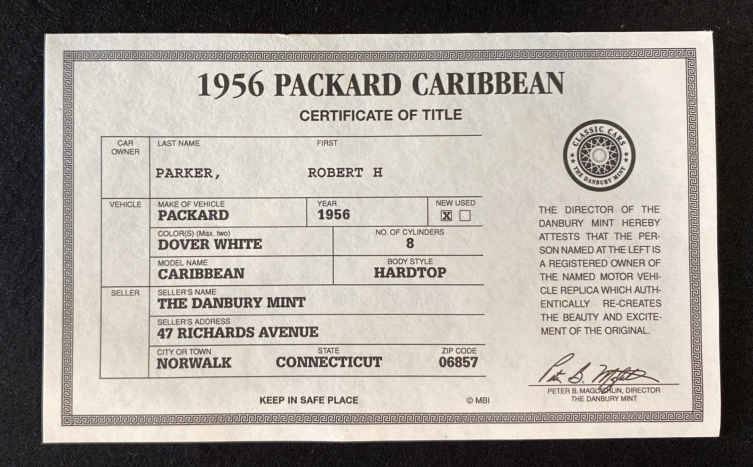 1956 PACKARD CARIBBEAN
CERTIFICATE OF TITLE
CAR OWNER
LAST NAME FIRST
PARKER, ROBERT H
VEHICLE
MAKE OF VEHICLE YEAR NEW USED
PACKARD 1956 X
COLOR(S) (Max. two) NO. OF CYLINDERS
DOVER WHITE 8
MODEL NAME BODY STYLE
CARIBBEAN HARDTOP
SELLER
SELLER'S NAME
THE DANBURY MINT
SELLER'S ADDRESS
47 RICHARDS AVENUE
CITY OR TOWN STATE ZIP CODE
NORWALK CONNECTICUT 06857
KEEP IN SAFE PLACE © MBI
CLASSIC CARS
THE DANBURY MINT
THE DIRECTOR OF THE
DANBURY MINT HEREBY
ATTESTS THAT THE PER-
SON NAMED AT THE LEFT IS
A REGISTERED OWNER OF
THE NAMED MOTOR VEHI-
CLE REPLICA WHICH AUTH-
ENTICALLY RE-CREATES
THE BEAUTY AND EXCITE-
MENT OF THE ORIGINAL.
PETER B. MAGLATHLIN, DIRECTOR
THE DANBURY MINT